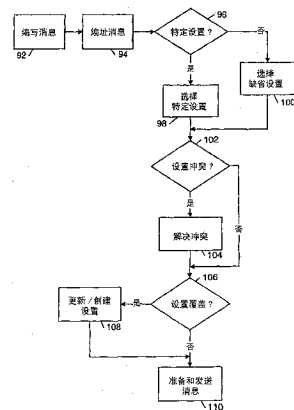 96
编写消息
编址消息
特定设置？
否
92
94
是
选择
特定设置
选择
缺省设置
98
100
102
设置冲突？
是
否
解决冲突
104
106
更新/创建
设置
是
设置覆盖？
108
否
准备和发送
消息
110